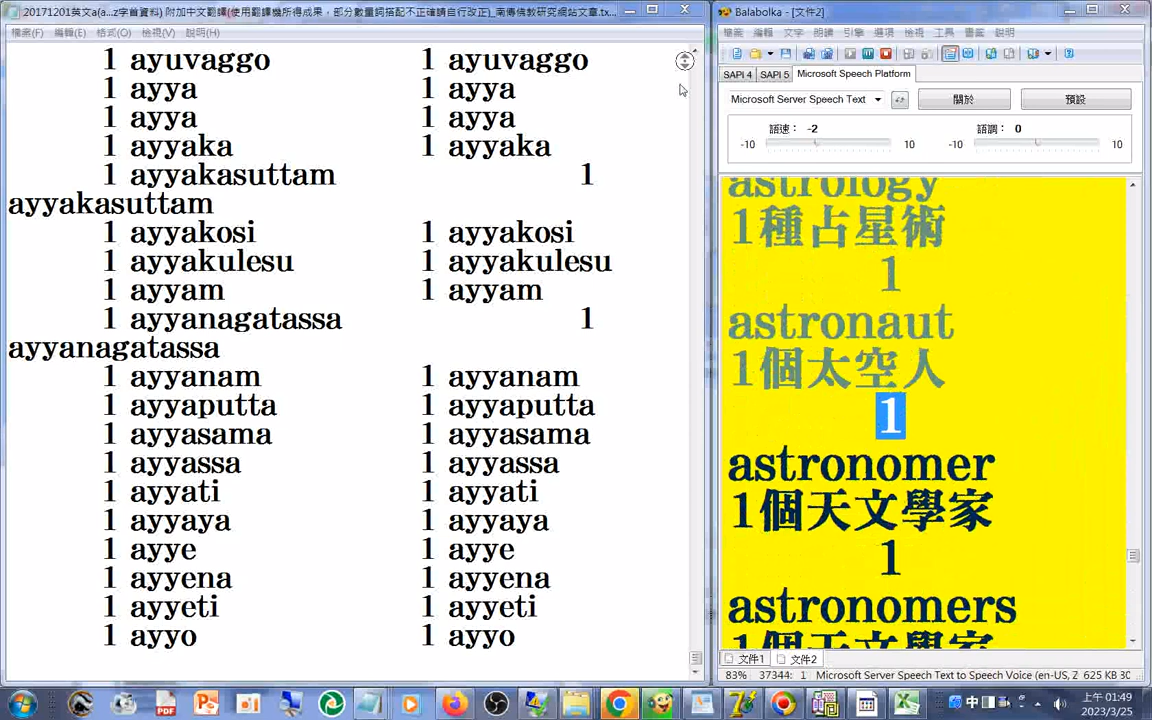 20171201英文a(a...z字首資料) 附加中文翻譯(使用翻譯機所得成果，部分數量詞搭配不正確請自行改正)_南傳佛教研究網站文章.tx...
檔案(F) 編輯(E) 格式(O) 檢視(V) 說明(H)
1 ayuvaggo 1 ayuvaggo
1 ayya 1 ayya
1 ayya 1 ayya
1 ayyaka 1 ayyaka
1 ayyakasuttam 1
ayyakasuttam
1 ayyakosi 1 ayyakosi
1 ayyakulesu 1 ayyakulesu
1 ayyam 1 ayyam
1 ayyanagatassa 1
ayyanagatassa
1 ayyanam 1 ayyanam
1 ayyaputta 1 ayyaputta
1 ayyasama 1 ayyasama
1 ayyassa 1 ayyassa
1 ayyati 1 ayyati
1 ayyaya 1 ayyaya
1 ayye 1 ayye
1 ayyena 1 ayyena
1 ayyeti 1 ayyeti
1 ayyo 1 ayyo
Balabolka - [文件2]
檔案 編輯 文字 朗讀 引擎 選項 檢視 工具 書籤 說明
SAPI 4 SAPI 5 Microsoft Speech Platform
Microsoft Server Speech Text 關於 預設
語速： -2 語調： 0
-10 10 -10 10
astrology
1種占星術
1
astronaut
1個太空人
1
astronomer
1個天文學家
1
astronomers
1個天文學家
文件1 文件2
83% 37344: 1 Microsoft Server Speech Text to Speech Voice (en-US, Z 625 KB 30
中
上午 01:49
2023/3/25